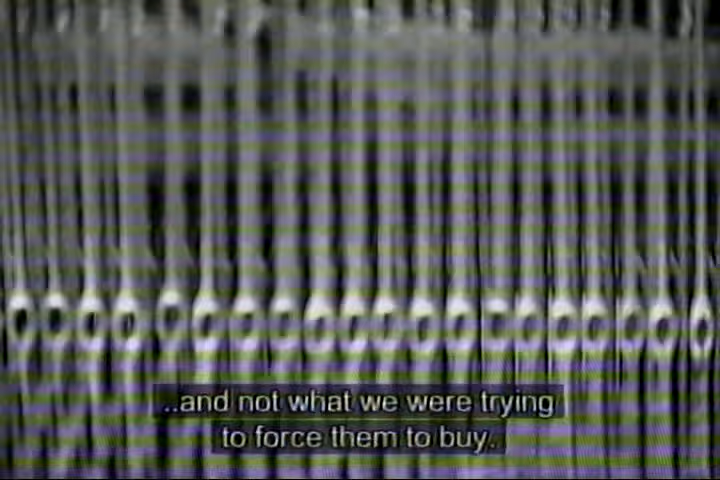 ..and not what we were trying
to force them to buy.